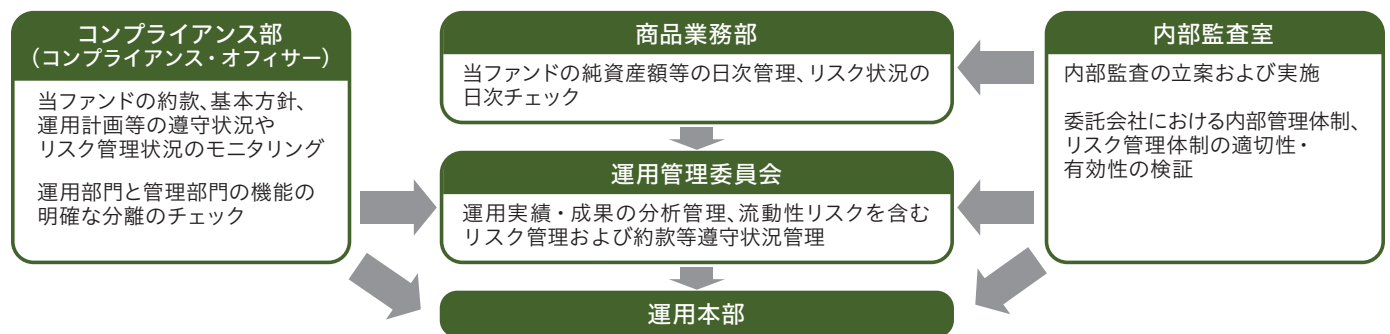 コンプライアンス部
（コンプライアンス・オフィサー）
当ファンドの約款、基本方針、
運用計画等の遵守状況や
リスク管理状況のモニタリング
運用部門と管理部門の機能の
明確な分離のチェック
商品業務部
当ファンドの純資産額等の日次管理、リスク状況の
日次チェック
運用管理委員会
運用実績・成果の分析管理、流動性リスクを含む
リスク管理および約款等遵守状況管理
運用本部
内部監査室
内部監査の立案および実施
委託会社における内部管理体制、
リスク管理体制の適切性・
有効性の検証